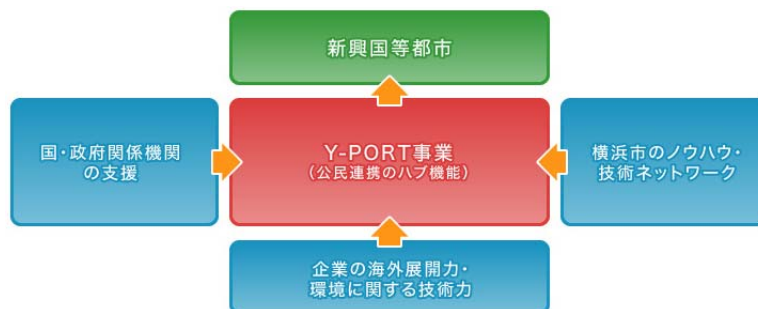 新興国等都市
国・政府関係機関
の支援
Y-PORT事業
(公民連携のハブ機能)
横浜市のノウハウ・
技術ネットワーク
企業の海外展開力・
環境に関する技術力